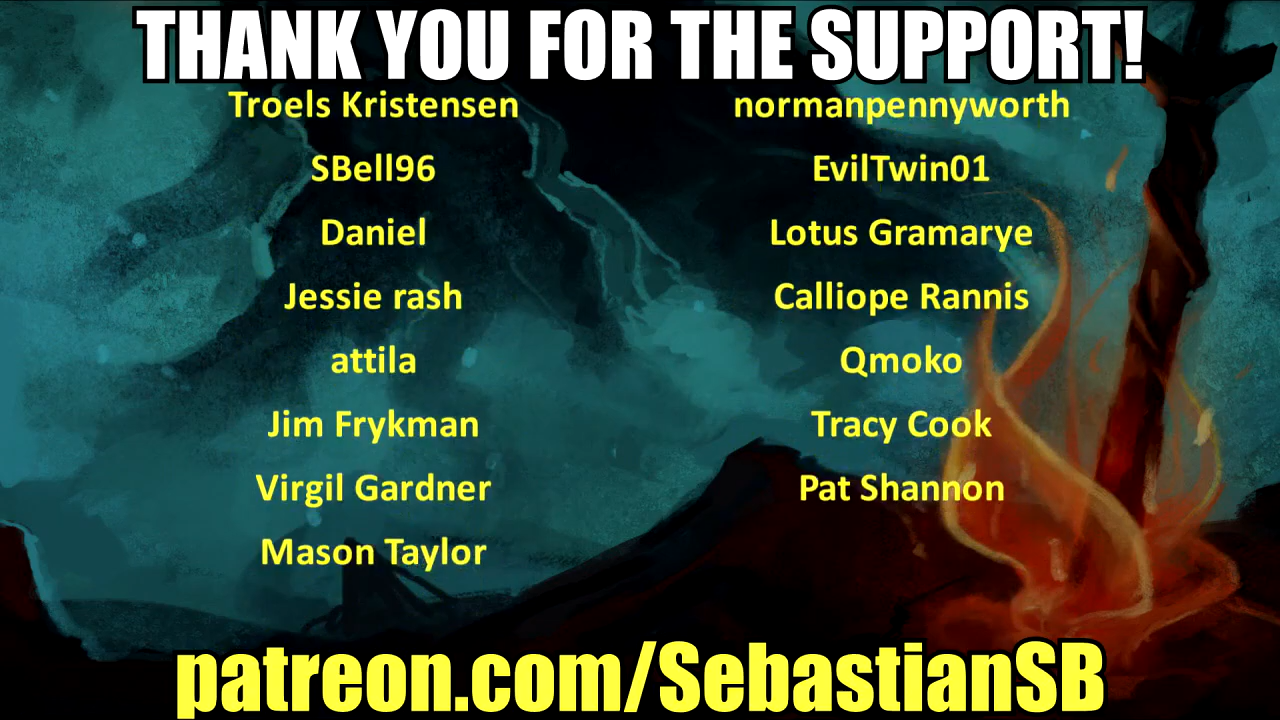 THANK YOU FOR THE SUPPORT!
Troels Kristensen
SBell96
Daniel
Jessie rash
attila
Jim Frykman
Virgil Gardner
Mason Taylor
normanpennyworth
EvilTwin01
Lotus Gramarye
Calliope Rannis
Qmoko
Tracy Cook
Pat Shannon
patreon.com/SebastianSB